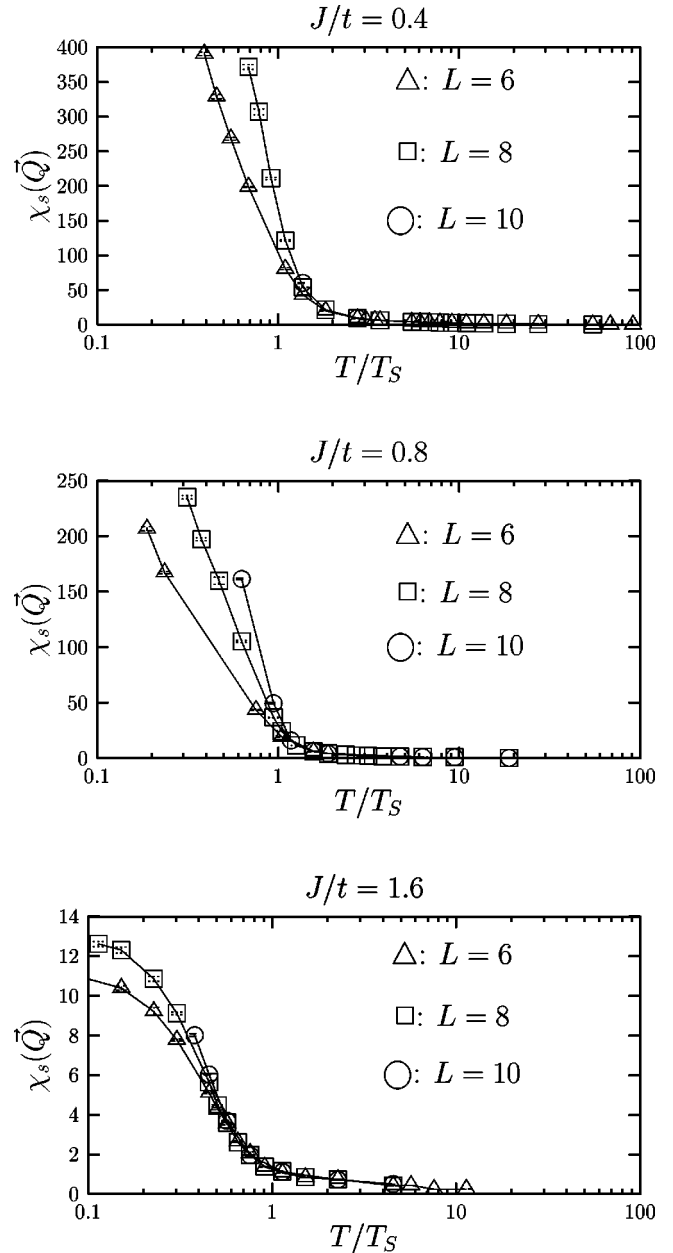 J/t = 0.4
400
350
300
250
200
150
100
50
0
χs(Q⃗)
△: L = 6
□: L = 8
○: L = 10
0.1 1 10 100
T/TS
J/t = 0.8
250
200
150
100
50
0
χs(Q⃗)
△: L = 6
□: L = 8
○: L = 10
0.1 1 10 100
T/TS
J/t = 1.6
14
12
10
8
6
4
2
0
χs(Q⃗)
△: L = 6
□: L = 8
○: L = 10
0.1 1 10 100
T/TS